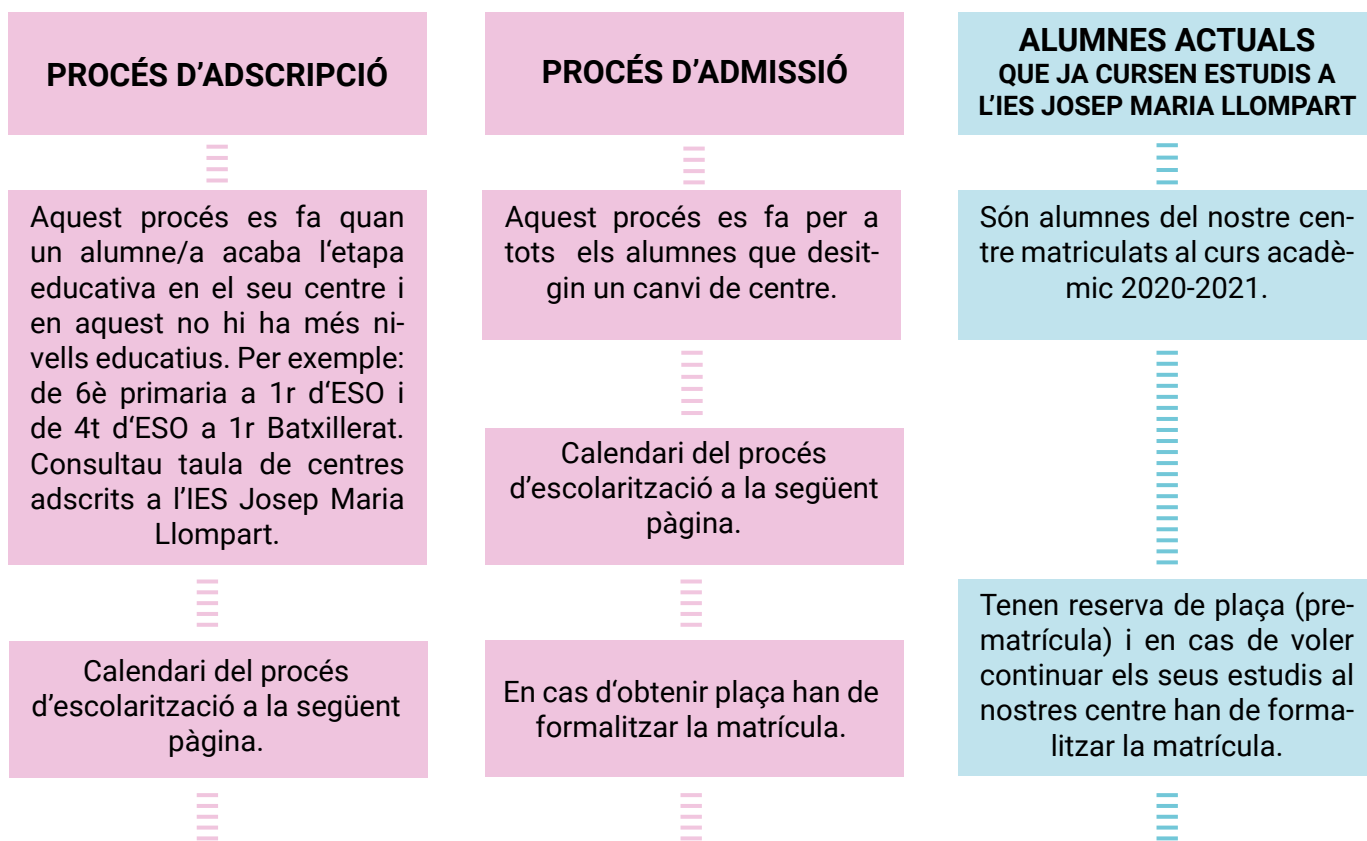 PROCÉS D’ADSCRIPCIÓ
Aquest procés es fa quan
un alumne/a acaba l‘etapa
educativa en el seu centre i
en aquest no hi ha més ni-
vells educatius. Per exemple:
de 6è primaria a 1r d‘ESO i
de 4t d‘ESO a 1r Batxillerat.
Consultau taula de centres
adscrits a l’IES Josep Maria
Llompart.
Calendari del procés
d’escolarització a la següent
pàgina.
PROCÉS D’ADMISSIÓ
Aquest procés es fa per a
tots els alumnes que desit-
gin un canvi de centre.
Calendari del procés
d’escolarització a la següent
pàgina.
En cas d‘obtenir plaça han de
formalitzar la matrícula.
ALUMNES ACTUALS
QUE JA CURSEN ESTUDIS A
L’IES JOSEP MARIA LLOMPART
Són alumnes del nostre cen-
tre matriculats al curs acadè-
mic 2020-2021.
Tenen reserva de plaça (pre-
matrícula) i en cas de voler
continuar els seus estudis al
nostres centre han de forma-
litzar la matrícula.